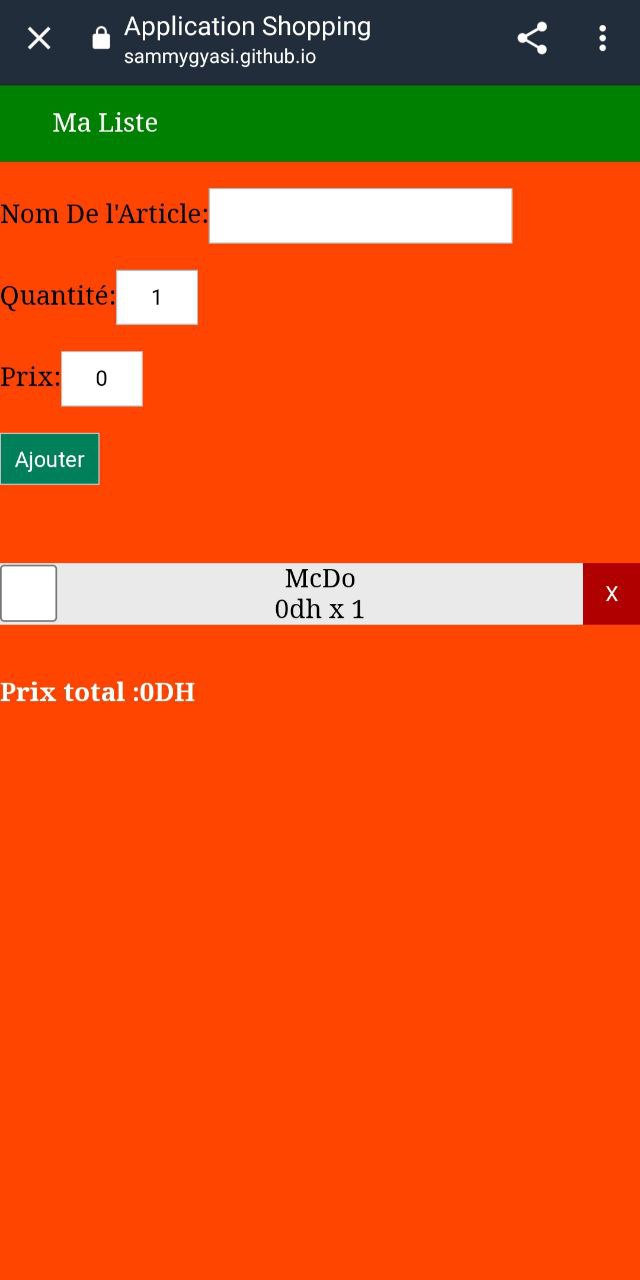 Application Shopping
sammygyasi.github.io
Ma Liste
Nom De l'Article:
Quantité: 1
Prix: 0
Ajouter
McDo
0dh x 1
X
Prix total :0DH